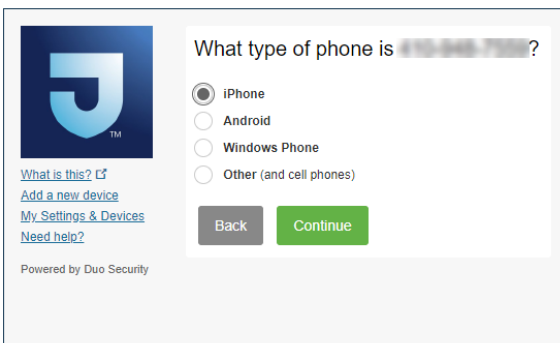 What type of phone is ?
iPhone
Android
Windows Phone
Other (and cell phones)
Back
Continue
J
TM
What is this?
Add a new device
My Settings & Devices
Need help?
Powered by Duo Security